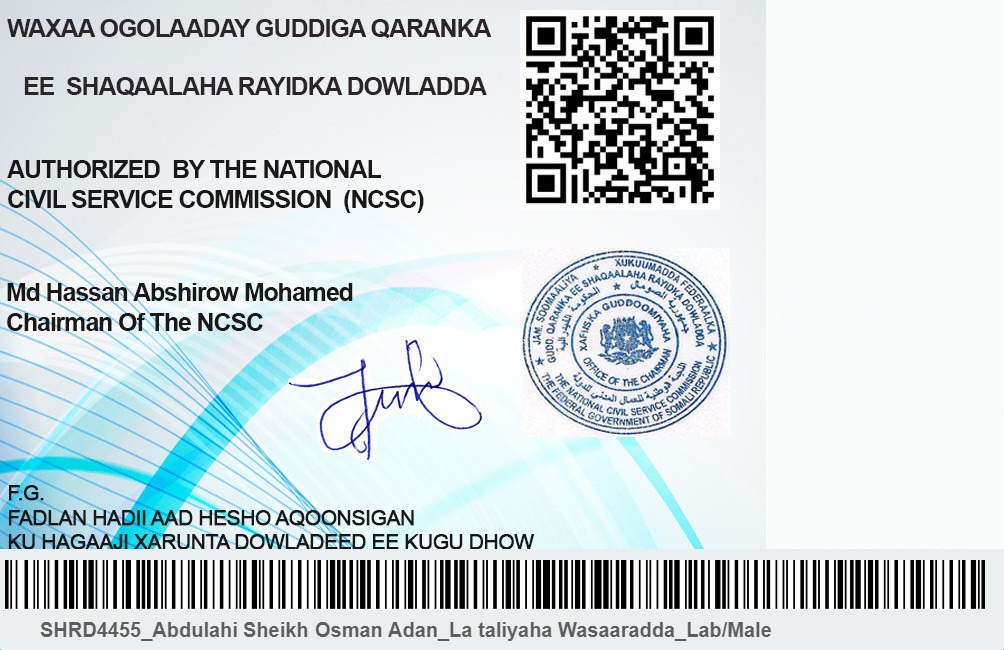 WAXAA OGOLAADAY GUDDIGA QARANKA
EE SHAQAALAHA RAYIDKA DOWLADDA
AUTHORIZED BY THE NATIONAL
CIVIL SERVICE COMMISSION (NCSC)
Md Hassan Abshirow Mohamed
Chairman Of The NCSC
JAM. SOOMAALIYA ★ XUKUUMADDA FEDERAALKA ★
GUDD. QARANKA EE SHAQAALAHA RAYIDKA DOWLADDA
جمهورية الصومال ★
XAFIISKA GUDDOOMIYAHA
OFFICE OF THE CHAIRMAN
THE NATIONAL CIVIL SERVICE COMMISSION
THE FEDERAL GOVERNMENT OF SOMALI REPUBLIC
F.G.
FADLAN HADII AAD HESHO AQOONSIGAN
KU HAGAAJI XARUNTA DOWLADEED EE KUGU DHOW
SHRD4455_Abdulahi Sheikh Osman Adan_La taliyaha Wasaaradda_Lab/Male